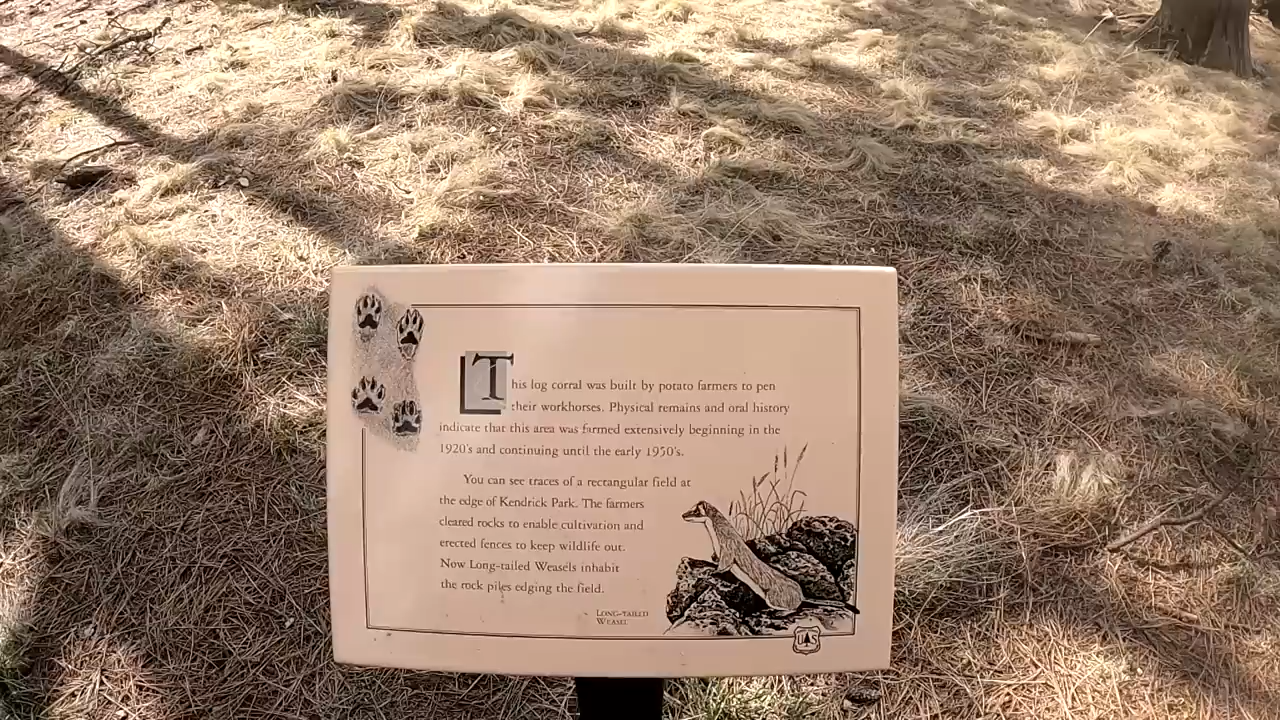 This log corral was built by potato farmers to pen
their workhorses. Physical remains and oral history
indicate that this area was farmed extensively beginning in the
1920's and continuing until the early 1950's.
You can see traces of a rectangular field at
the edge of Kendrick Park. The farmers
cleared rocks to enable cultivation and
erected fences to keep wildlife out.
Now Long-tailed Weasels inhabit
the rock piles edging the field.
LONG-TAILED
WEASEL
US